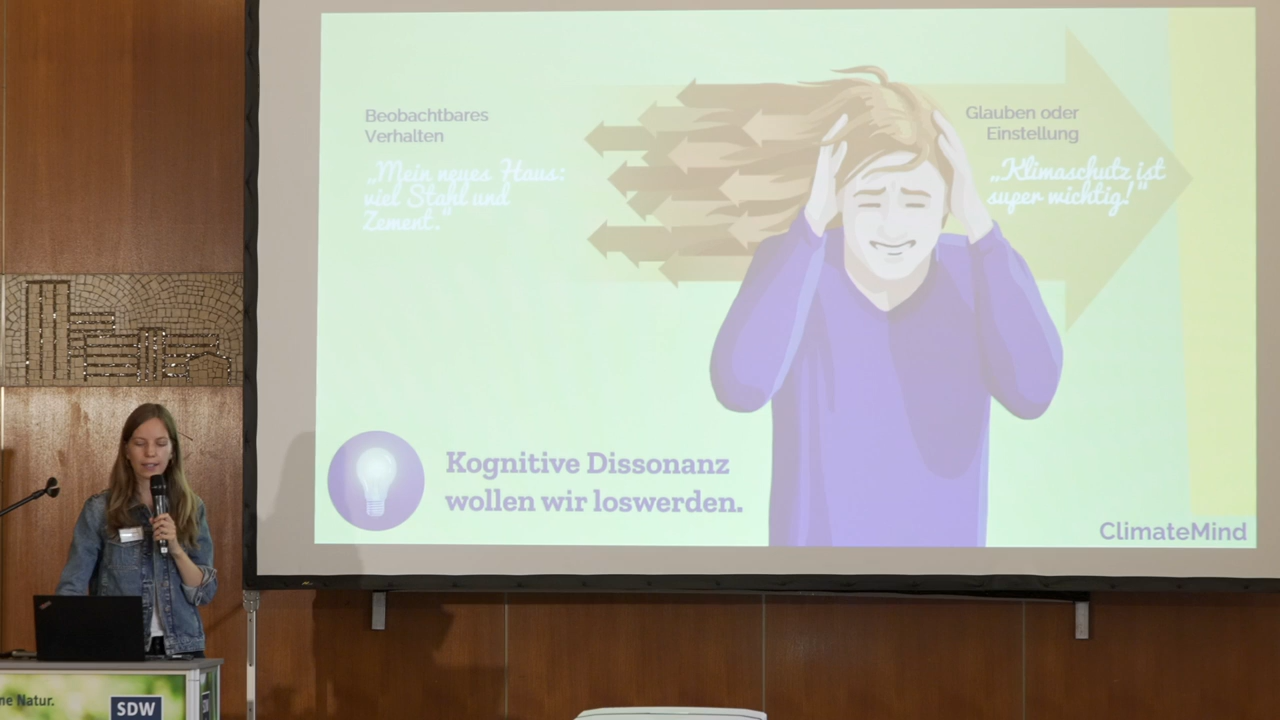 Beobachtbares
Verhalten
„Mein neues Haus:
viel Stahl und
Zement.“
Glauben oder
Einstellung
„Klimaschutz ist
super wichtig!“
Kognitive Dissonanz
wollen wir loswerden.
ClimateMind
ne Natur.
SDW